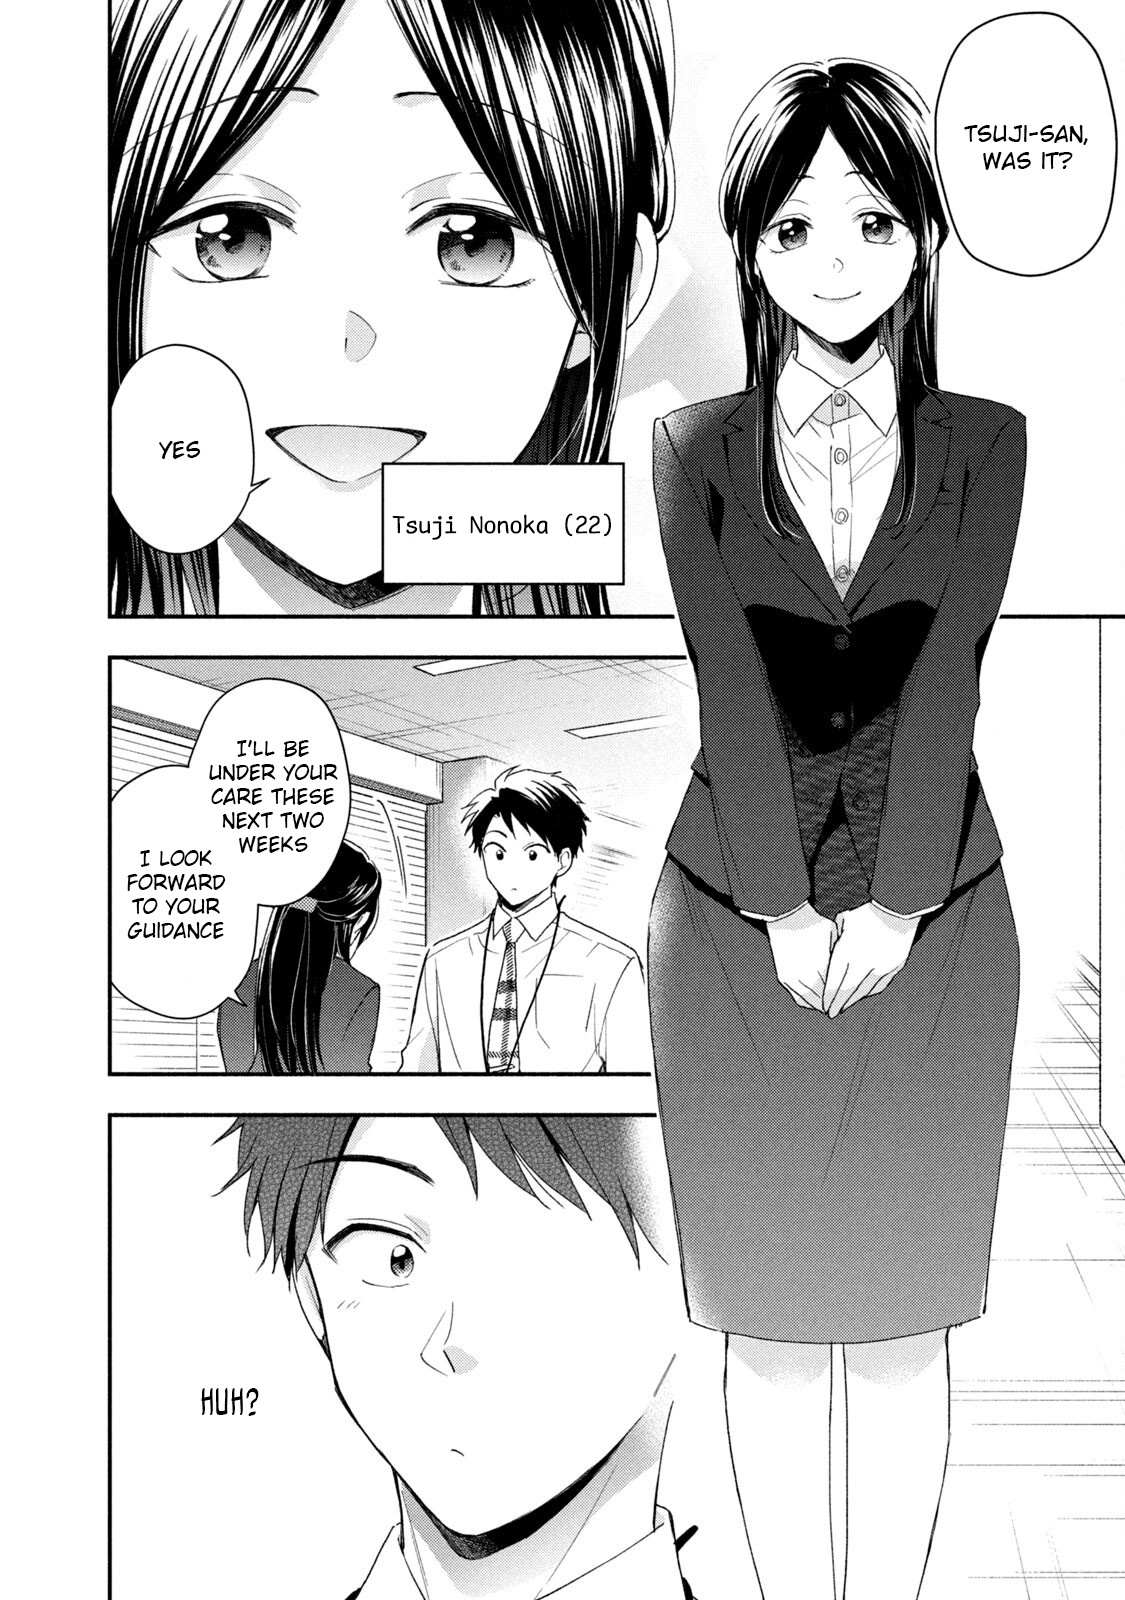 TSUJI-SAN,
WAS IT?
YES
Tsuji Nonoka (22)
I'LL BE
UNDER YOUR
CARE THESE
NEXT TWO
WEEKS
I LOOK
FORWARD
TO YOUR
GUIDANCE
HUH?